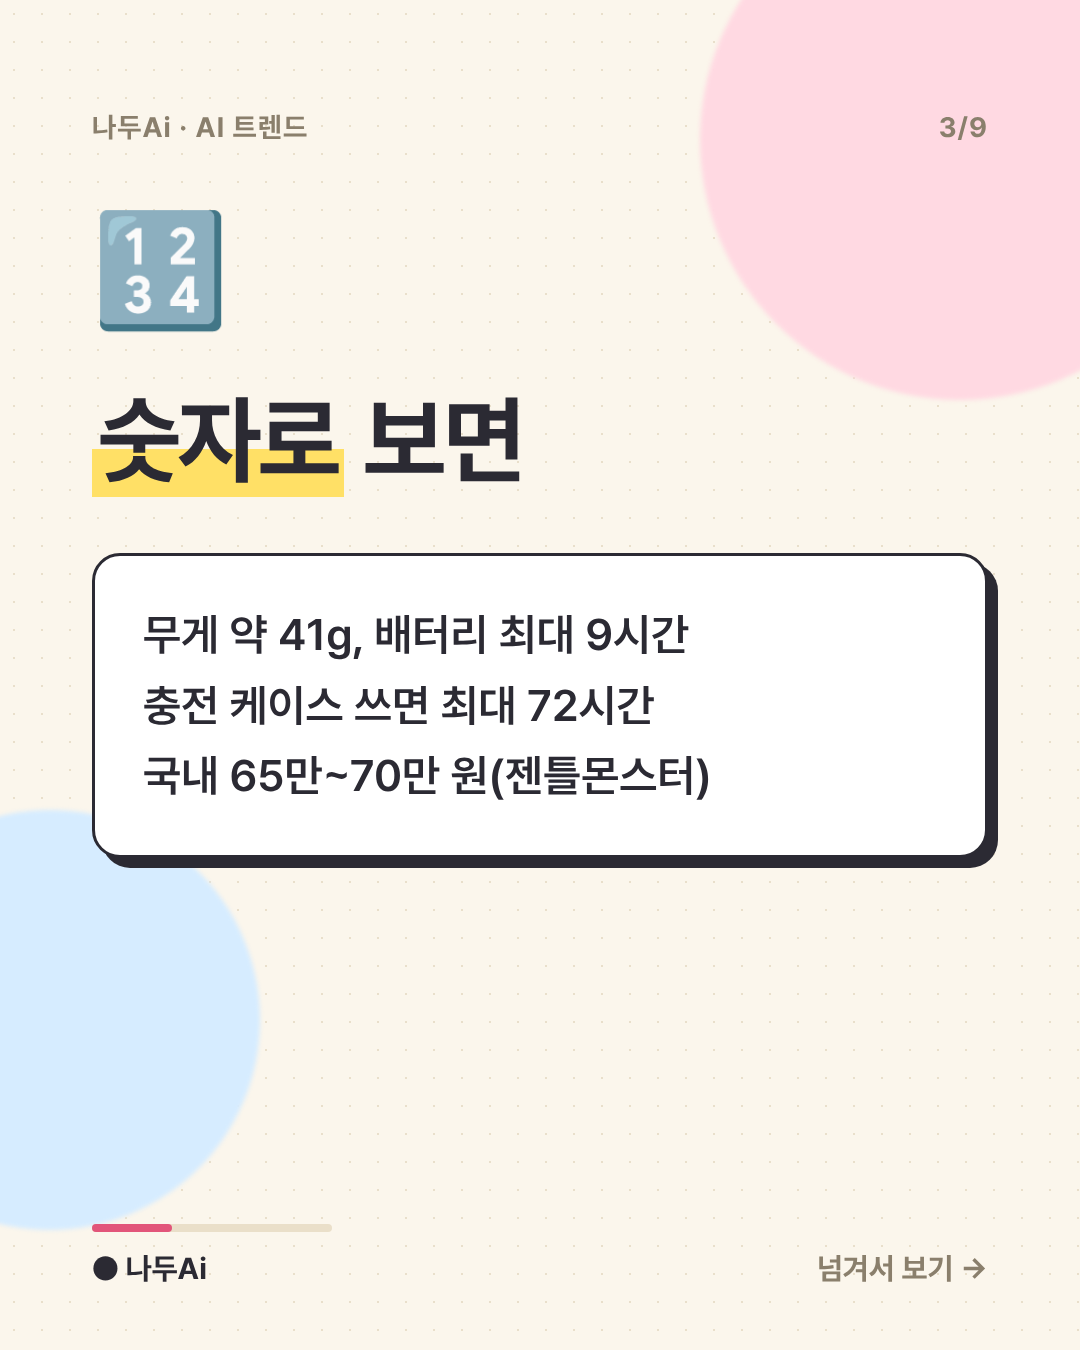 나두Ai · AI 트렌드
3/9
1 2
3 4
숫자로 보면
무게 약 41g, 배터리 최대 9시간
충전 케이스 쓰면 최대 72시간
국내 65만~70만 원(젠틀몬스터)
나두Ai
넘겨서 보기 →